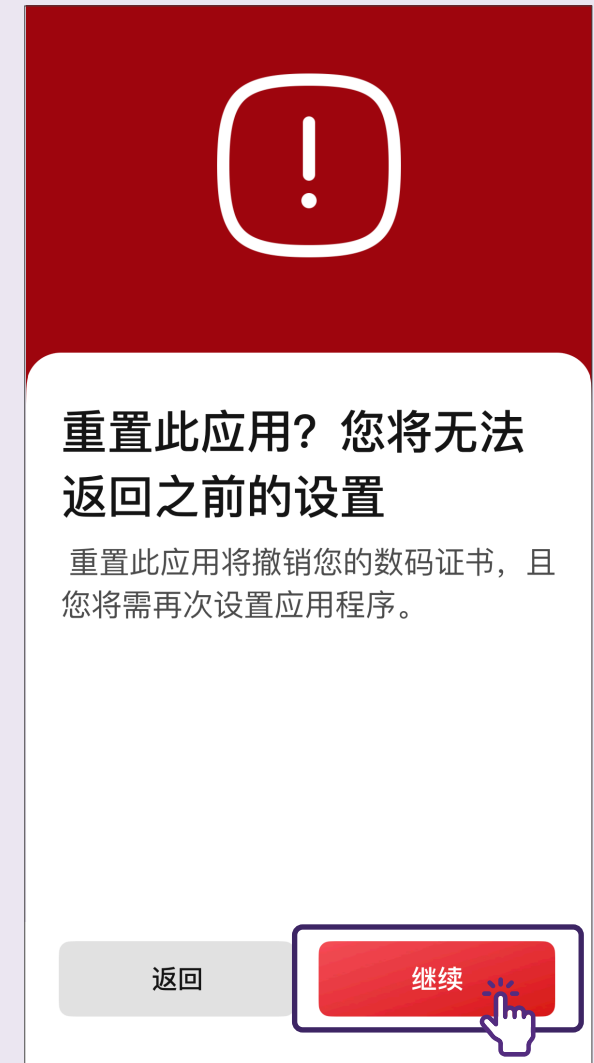 重置此应用？您将无法
返回之前的设置
重置此应用将撤销您的数码证书，且
您将需再次设置应用程序。
返回
继续